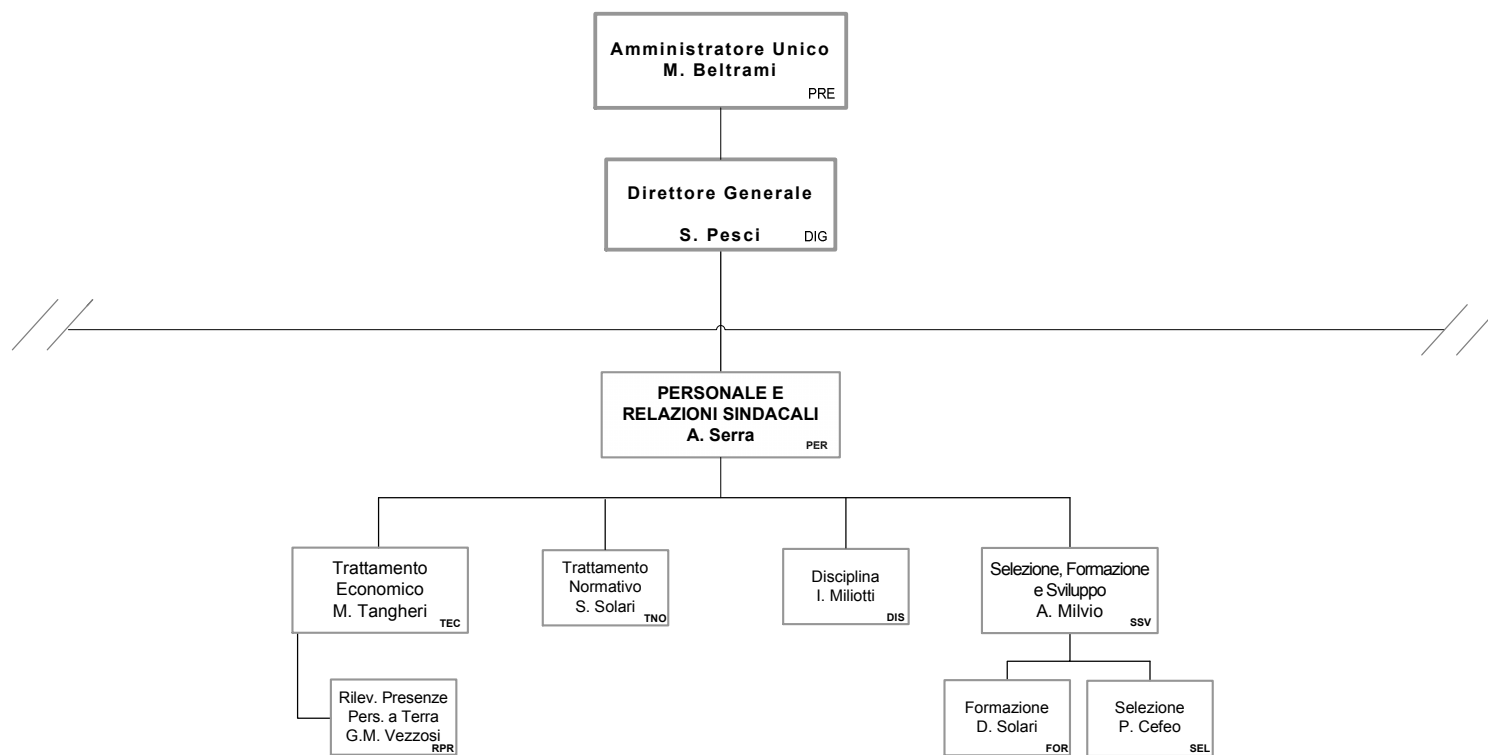 Amministratore Unico
M. Beltrami
PRE
Direttore Generale
S. Pesci
DIG
PERSONALE E
RELAZIONI SINDACALI
A. Serra
PER
Trattamento
Economico
M. Tangheri
TEC
Trattamento
Normativo
S. Solari
TNO
Disciplina
I. Miliotti
DIS
Selezione, Formazione
e Sviluppo
A. Milvio
SSV
Rilev. Presenze
Pers. a Terra
G.M. Vezzosi
RPR
Formazione
D. Solari
FOR
Selezione
P. Cefeo
SEL